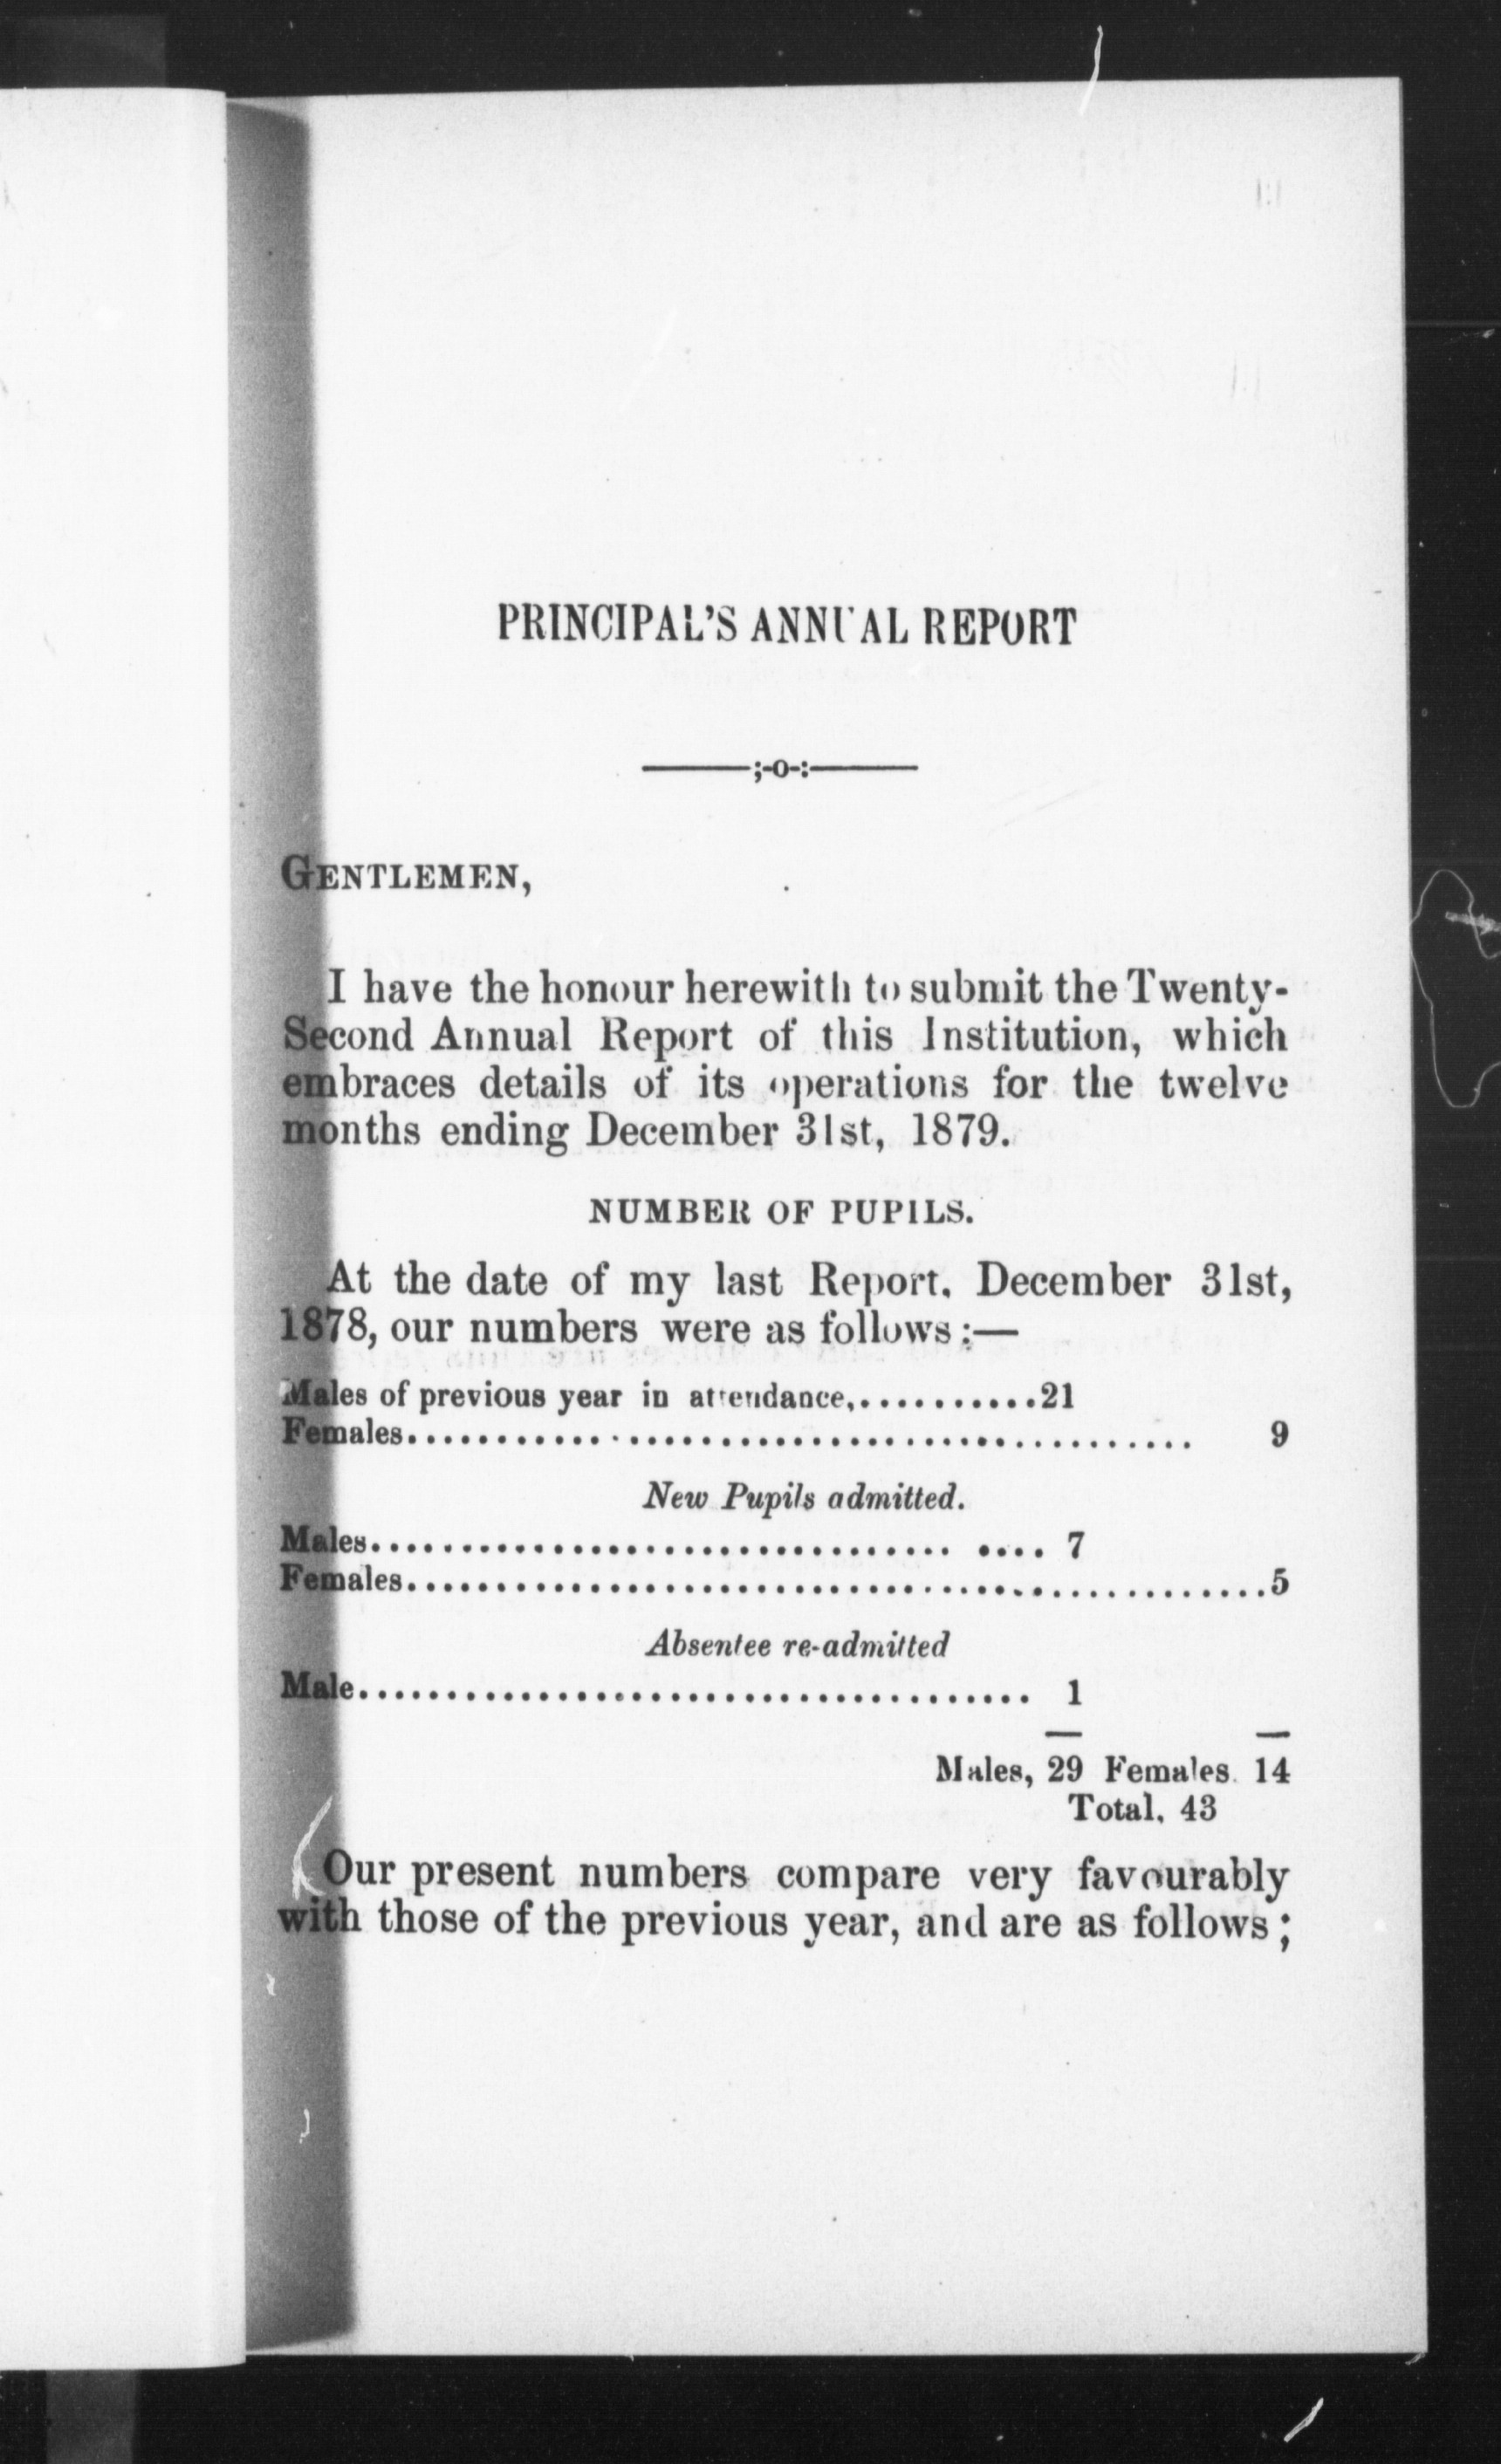 PRINCIPAL'S ANNUAL REPORT
;-o-:
GENTLEMEN,
I have the honour herewith to submit the Twenty-
Second Annual Report of this Institution, which
embraces details of its operations for the twelve
months ending December 31st, 1879.
NUMBER OF PUPILS.
At the date of my last Report, December 31st,
1878, our numbers were as follows:—
Males of previous year in attendance,...........21
Females............................................. 9
New Pupils admitted.
Males.................................... 7
Females................................................5
Absentee re-admitted
Male...................................... 1
Males, 29 Females. 14
Total, 43
Our present numbers compare very favourably
with those of the previous year, and are as follows;